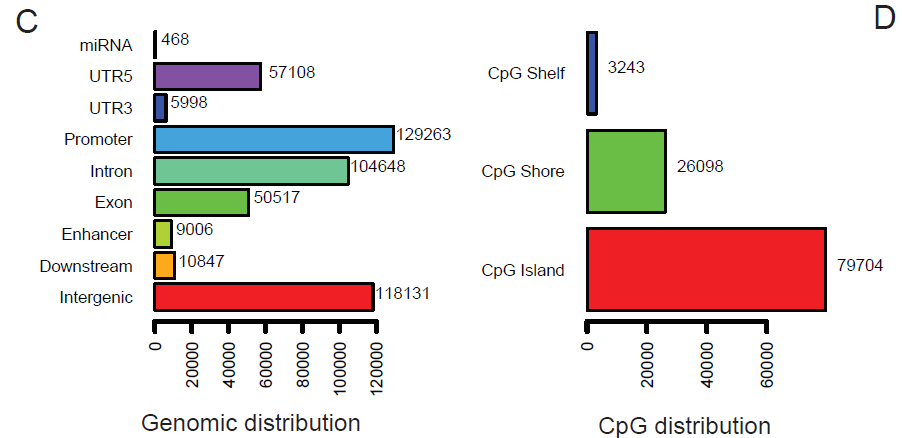 C
miRNA 468
UTR5 57108
UTR3 5998
Promoter 129263
Intron 104648
Exon 50517
Enhancer 9006
Downstream 10847
Intergenic 118131
0 20000 40000 60000 80000 100000 120000
Genomic distribution
D
CpG Shelf 3243
CpG Shore 26098
CpG Island 79704
0 20000 40000 60000
CpG distribution